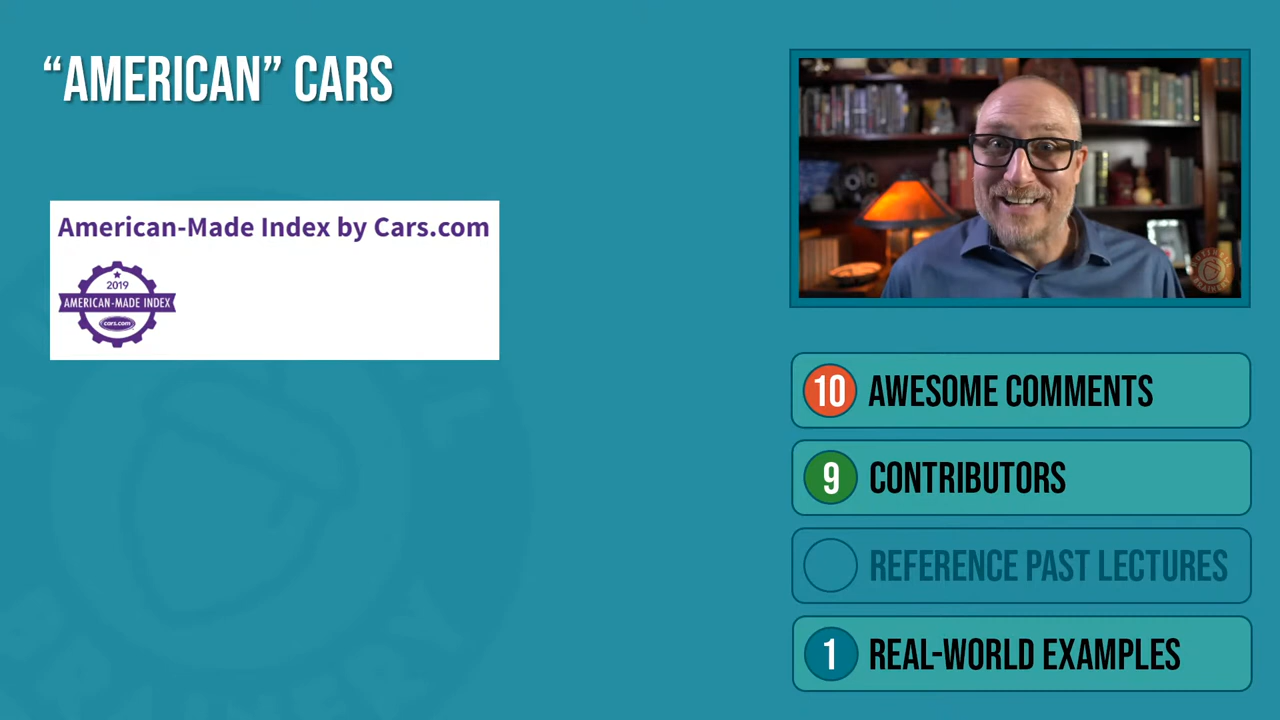 “AMERICAN” CARS
American-Made Index by Cars.com
2019
AMERICAN-MADE INDEX
cars.com
10 AWESOME COMMENTS
9 CONTRIBUTORS
REFERENCE PAST LECTURES
1 REAL-WORLD EXAMPLES